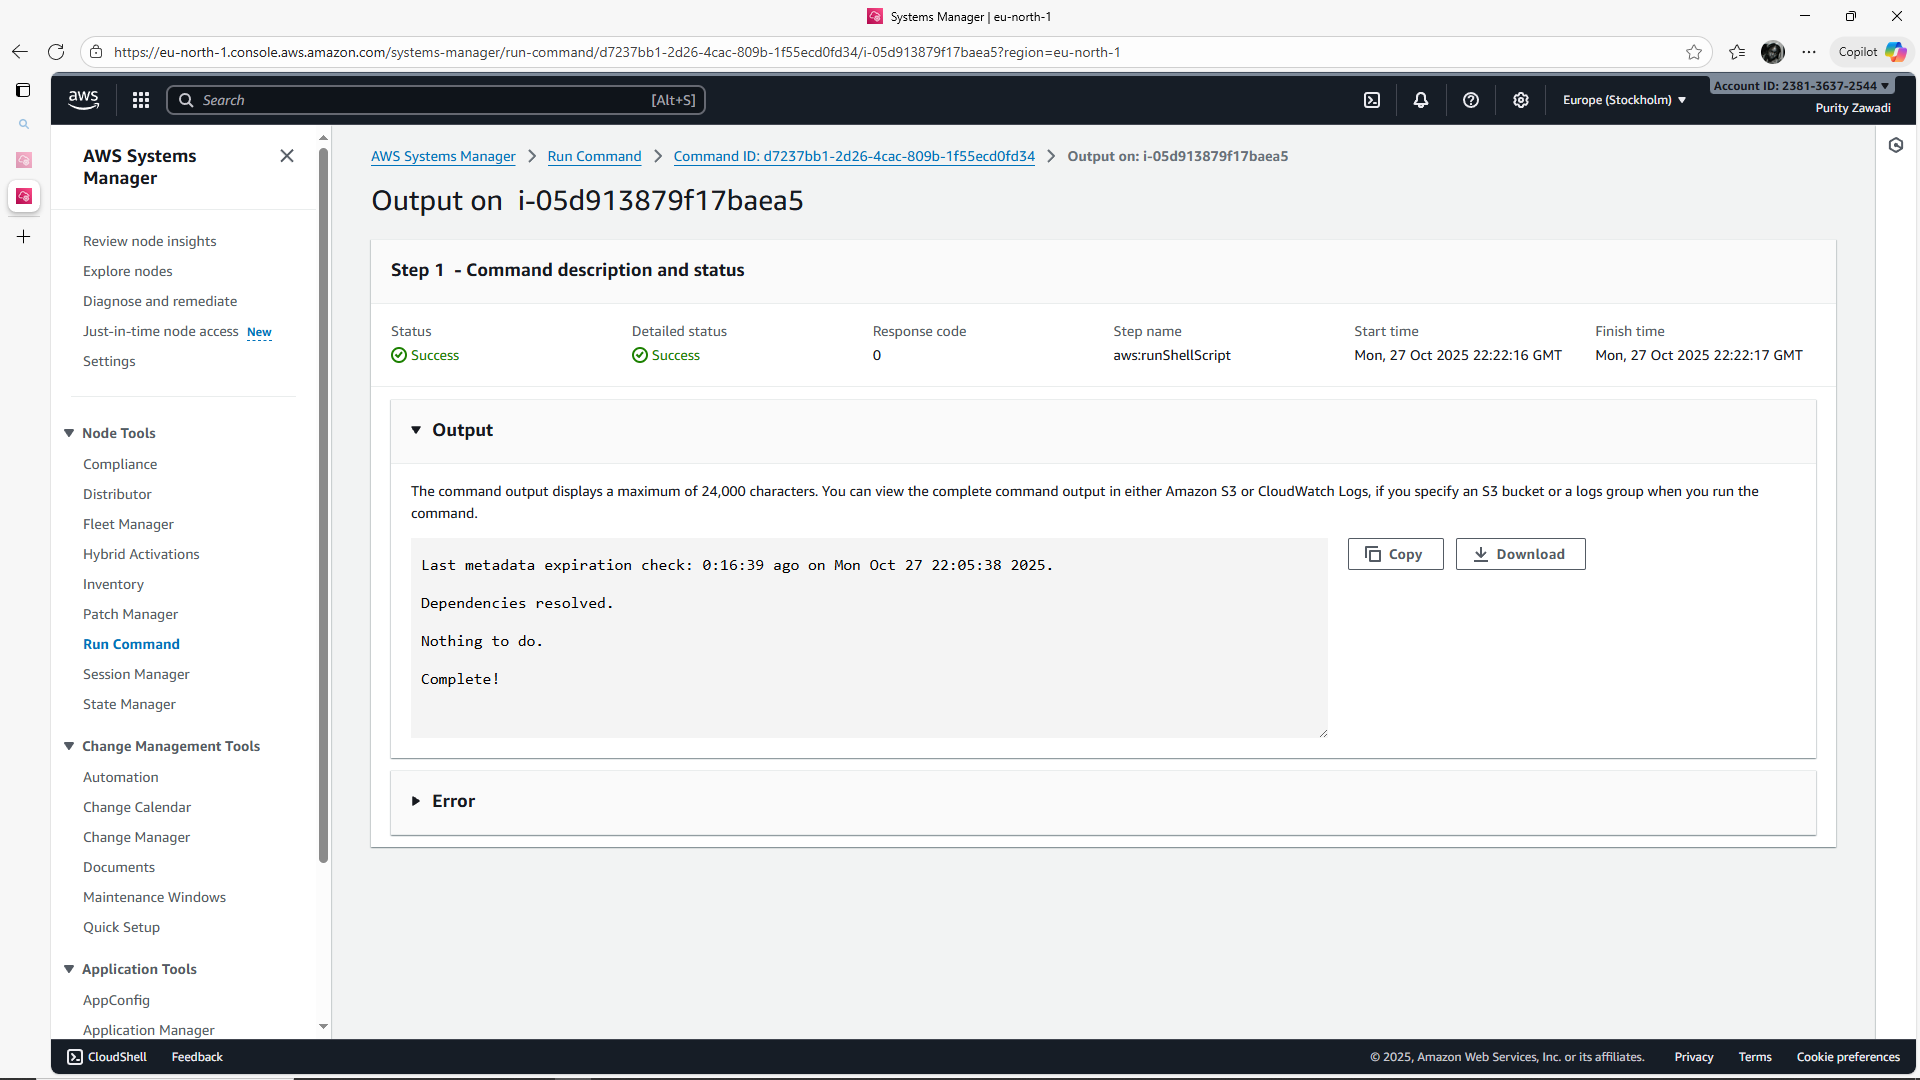 Systems Manager | eu-north-1
https://eu-north-1.console.aws.amazon.com/systems-manager/run-command/d7237bb1-2d26-4cac-809b-1f55ecd0fd34/i-05d913879f17baea5?region=eu-north-1
Copilot
aws
Search
[Alt+S]
Europe (Stockholm)
Account ID: 2381-3637-2544
Purity Zawadi
AWS Systems Manager
Review node insights
Explore nodes
Diagnose and remediate
Just-in-time node access New
Settings
Node Tools
Compliance
Distributor
Fleet Manager
Hybrid Activations
Inventory
Patch Manager
Run Command
Session Manager
State Manager
Change Management Tools
Automation
Change Calendar
Change Manager
Documents
Maintenance Windows
Quick Setup
Application Tools
AppConfig
Application Manager
AWS Systems Manager > Run Command > Command ID: d7237bb1-2d26-4cac-809b-1f55ecd0fd34 > Output on: i-05d913879f17baea5
Output on i-05d913879f17baea5
Step 1 - Command description and status
Status
Success
Detailed status
Success
Response code
0
Step name
aws:runShellScript
Start time
Mon, 27 Oct 2025 22:22:16 GMT
Finish time
Mon, 27 Oct 2025 22:22:17 GMT
Output
The command output displays a maximum of 24,000 characters. You can view the complete command output in either Amazon S3 or CloudWatch Logs, if you specify an S3 bucket or a logs group when you run the
command.
Last metadata expiration check: 0:16:39 ago on Mon Oct 27 22:05:38 2025.
Dependencies resolved.
Nothing to do.
Complete!
Copy
Download
Error
CloudShell
Feedback
© 2025, Amazon Web Services, Inc. or its affiliates.
Privacy
Terms
Cookie preferences